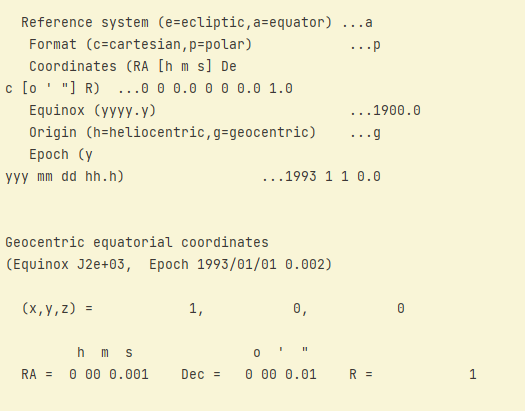 Reference system (e=ecliptic,a=equator) ...a
Format (c=cartesian,p=polar) ...p
Coordinates (RA [h m s] De
c [o ' "] R) ...0 0 0.0 0 0 0.0 1.0
Equinox (yyyy.y) ...1900.0
Origin (h=heliocentric,g=geocentric) ...g
Epoch (y
yyy mm dd hh.h) ...1993 1 1 0.0
Geocentric equatorial coordinates
(Equinox J2e+03, Epoch 1993/01/01 0.002)
(x,y,z) = 1, 0, 0
h m s o ' "
RA = 0 00 0.001 Dec = 0 00 0.01 R = 1